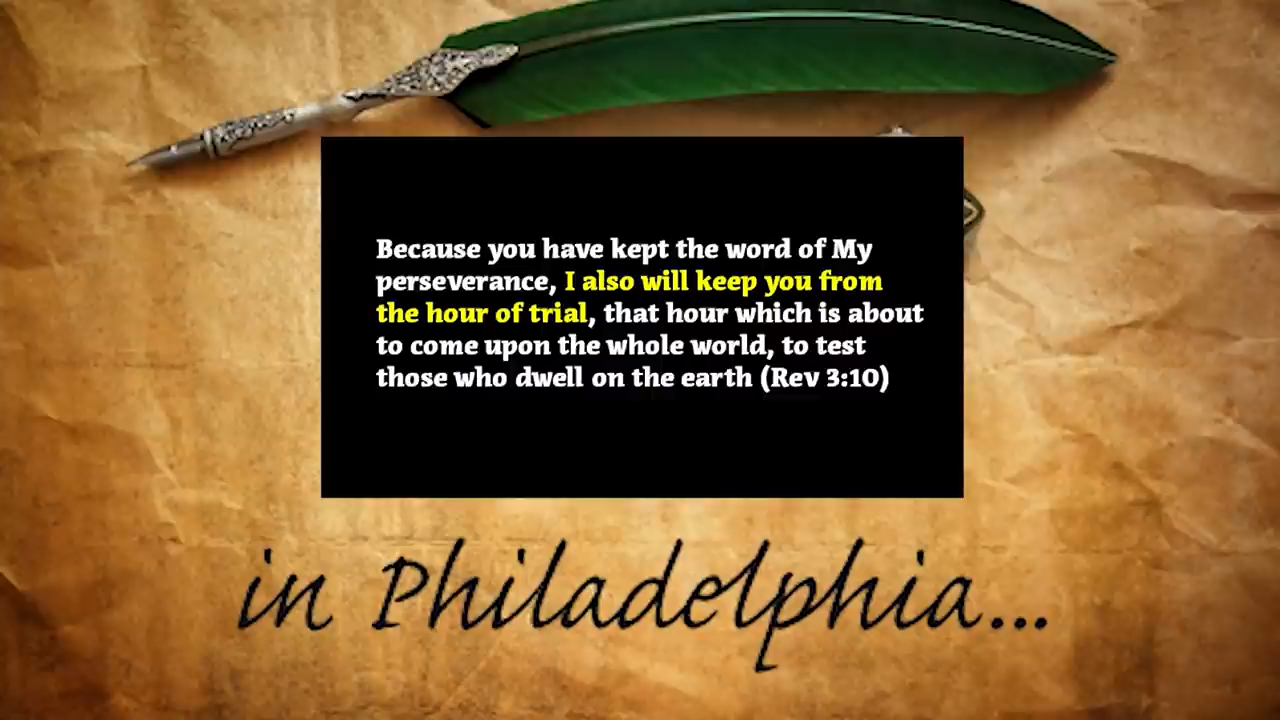 Because you have kept the word of My
perseverance, I also will keep you from
the hour of trial, that hour which is about
to come upon the whole world, to test
those who dwell on the earth (Rev 3:10)
in Philadelphia...